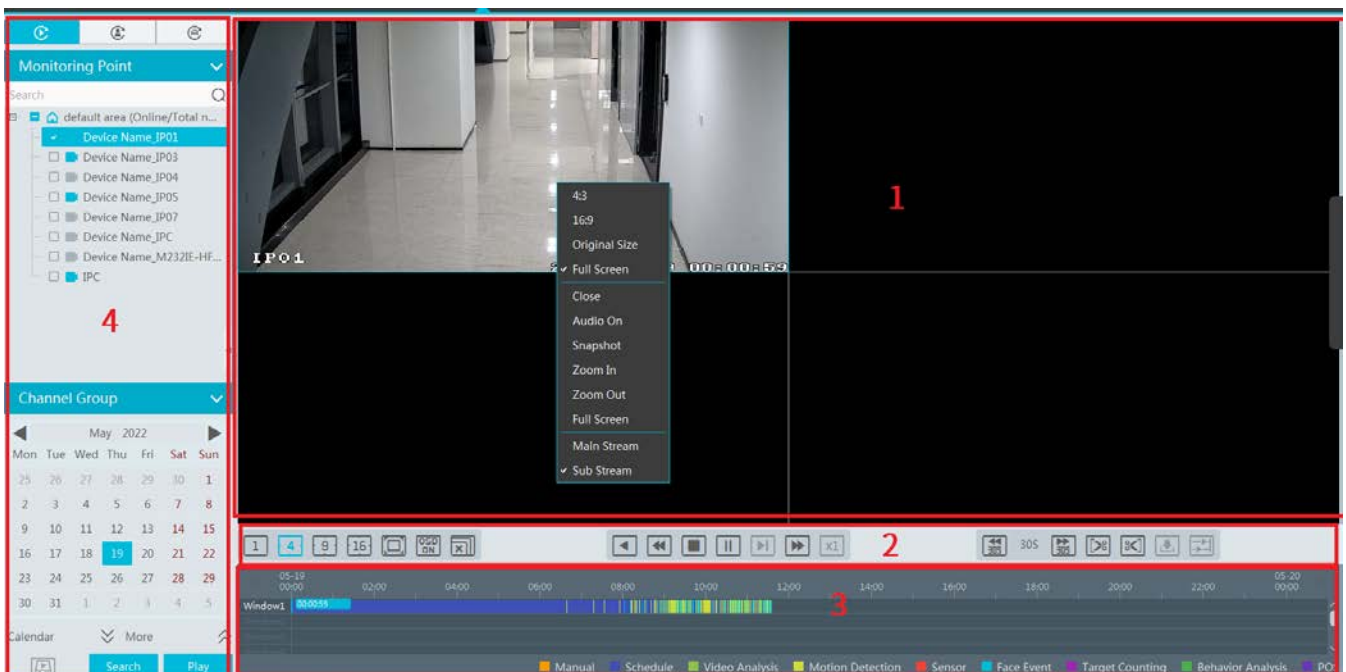 Monitoring Point
Search
default area (Online/Total n...
Device Name_IP01
Device Name_IP03
Device Name_IP04
Device Name_IP05
Device Name_IP07
Device Name_IPC
Device Name_M232IE-HF...
IPC
4
Channel Group
May 2022
Mon Tue Wed Thu Fri Sat Sun
25 26 27 28 29 30 1
2 3 4 5 6 7 8
9 10 11 12 13 14 15
16 17 18 19 20 21 22
23 24 25 26 27 28 29
30 31 1 2 3 4 5
Calendar More
Search Play
IP01
00:00:59
1
4:3
16:9
Original Size
Full Screen
Close
Audio On
Snapshot
Zoom In
Zoom Out
Full Screen
Main Stream
Sub Stream
1 4 9 16 OSD ON x1 2 30S 30S 30S
05-19 05-20
00:00 02:00 04:00 06:00 08:00 10:00 12:00 14:00 16:00 18:00 20:00 22:00 00:00
Window1 00:00:55
3
Manual Schedule Video Analysis Motion Detection Sensor Face Event Target Counting Behavior Analysis PO